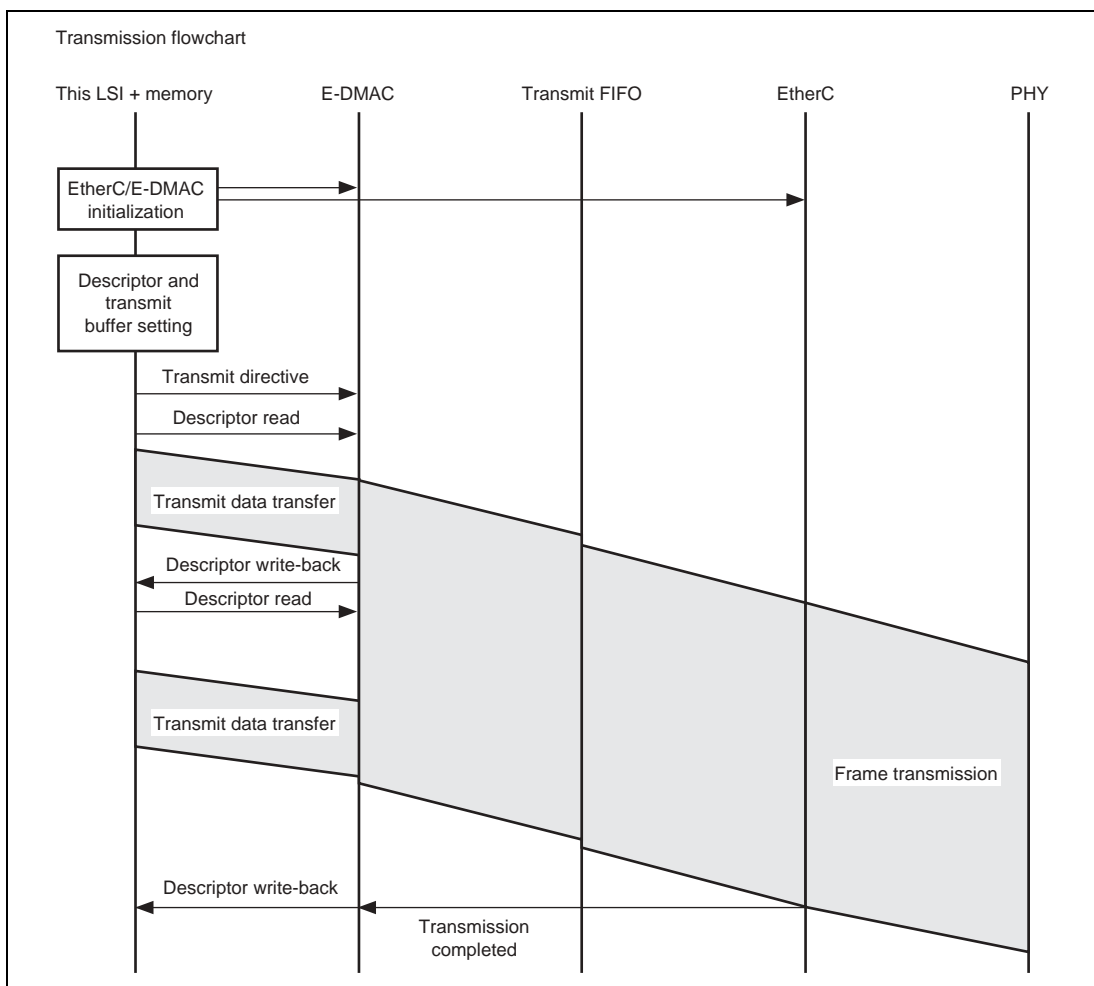 Transmission flowchart
This LSI + memory
E-DMAC
Transmit FIFO
EtherC
PHY
EtherC/E-DMAC
initialization
Descriptor and
transmit
buffer setting
Transmit directive
Descriptor read
Transmit data transfer
Descriptor write-back
Descriptor read
Transmit data transfer
Frame transmission
Descriptor write-back
Transmission
completed